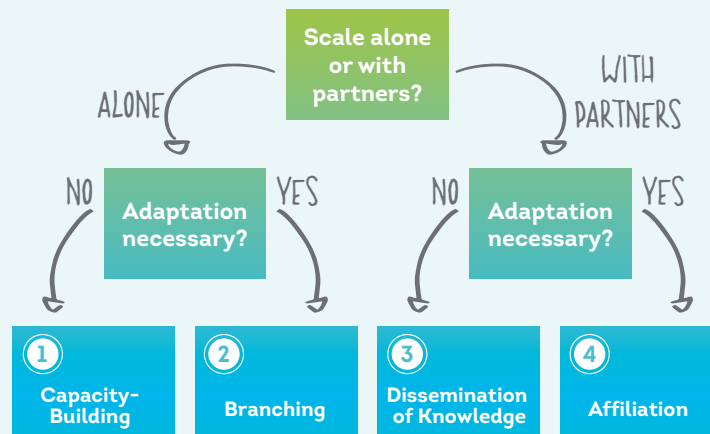 Scale alone
or with
partners?
ALONE
WITH
PARTNERS
NO
Adaptation
necessary?
YES
NO
Adaptation
necessary?
YES
1
Capacity-
Building
2
Branching
3
Dissemination
of Knowledge
4
Affiliation